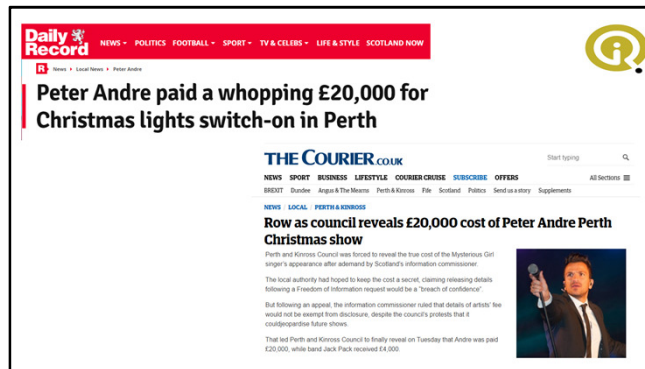 Daily
Record
NEWS POLITICS FOOTBALL SPORT TV & CELEBS LIFE & STYLE SCOTLAND NOW
R News Local News Peter Andre
Peter Andre paid a whopping £20,000 for
Christmas lights switch-on in Perth
THE COURIER.CO.UK
Start typing
NEWS SPORT BUSINESS LIFESTYLE COURIER CRUISE SUBSCRIBE OFFERS All Sections
BREXIT Dundee Angus & The Mearns Perth & Kinross Fife Scotland Politics Send us a story Supplements
NEWS / LOCAL / PERTH & KINROSS
Row as council reveals £20,000 cost of Peter Andre Perth
Christmas show
Perth and Kinross Council was forced to reveal the true cost of the Mysterious Girl
singer's appearance after ademand by Scotland's information commissioner.
The local authority had hoped to keep the cost a secret, claiming releasing details
following a Freedom of Information request would be a "breach of confidence".
But following an appeal, the information commissioner ruled that details of artists' fee
would not be exempt from disclosure, despite the council's protests that it
couldjeopardise future shows.
That led Perth and Kinross Council to finally reveal on Tuesday that Andre was paid
£20,000, while band Jack Pack received £4,000.